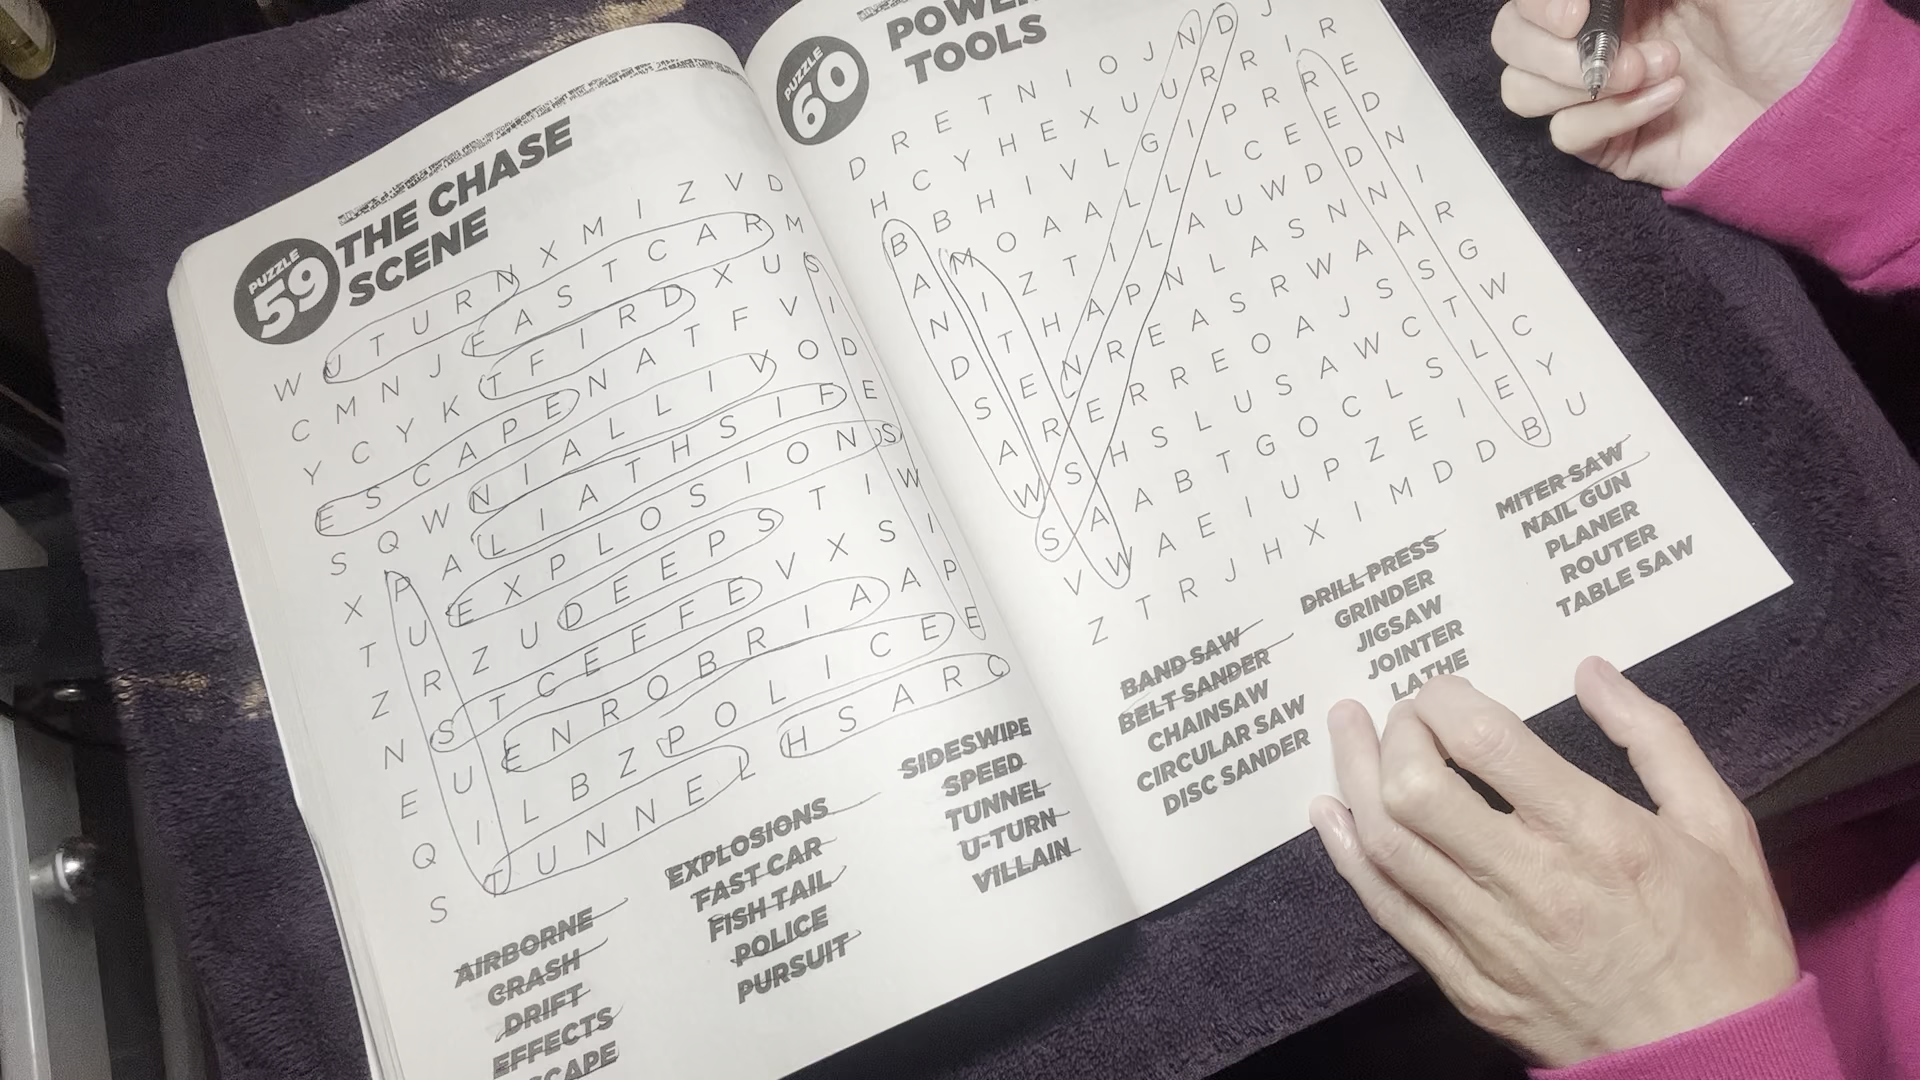 PUZZLE
59
THE CHASE
SCENE
W U T U R N X M I Z V D
C M N J F A S T C A R M
Y C Y K T F I R D X U S
E S C A P E N A T F V I
S Q W N I A L L I V O D
X P A L I A T H S I F E
T U E X P L O S I O N S
Z R Z U D E E P S T I W
N S T C E F F E V X S I
E U E N R O B R I A A P
Q I L B Z P O L I C E E
S T U N N E L H S A R C
AIRBORNE
CRASH
DRIFT
EFFECTS
EXPLOSIONS
FAST CAR
FISH TAIL
POLICE
PURSUIT
SIDESWIPE
SPEED
TUNNEL
U-TURN
VILLAIN
PUZZLE
60
POWER
TOOLS
D R E T N I O J N D J
H C Y H E X U U R R I R
B B H I V L G I P R R E
A M O A A L L L C E E D
N I Z T I L A U W D D N
D T H A P N L A S N N I
S E N R E A S R W A A R
A R E R R E O A J S S G
W S H S L U S A W C T W
S A A B T G O C L S L C
V W A E I U P Z E I E Y
Z T R J H X I M D D B U
BAND SAW
BELT SANDER
CHAINSAW
CIRCULAR SAW
DISC SANDER
DRILL PRESS
GRINDER
JIGSAW
JOINTER
LATHE
MITER SAW
NAIL GUN
PLANER
ROUTER
TABLE SAW